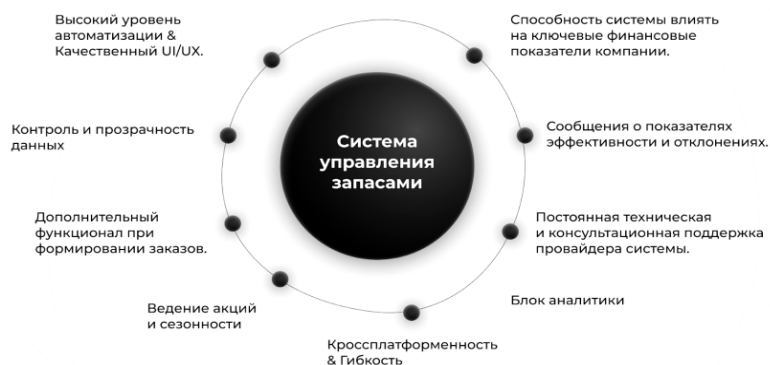 Высокий уровень
автоматизации &
Качественный UI/UX.
Способность системы влиять
на ключевые финансовые
показатели компании.
Контроль и прозрачность
данных
Система
управления
запасами
Сообщения о показателях
эффективности и отклонениях.
Дополнительный
функционал при
формировании заказов.
Постоянная техническая
и консультационная поддержка
провайдера системы.
Ведение акций
и сезонности
Блок аналитики
Кроссплатформенность
& Гибкость